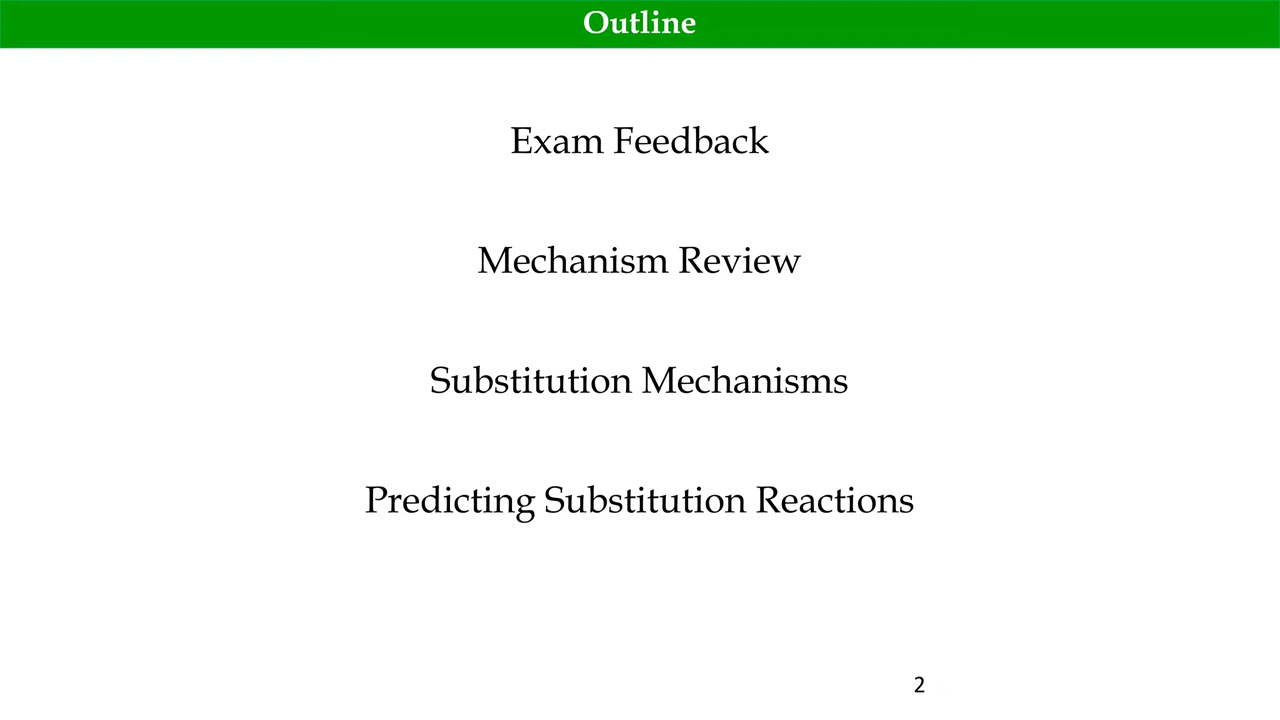 Outline
Exam Feedback
Mechanism Review
Substitution Mechanisms
Predicting Substitution Reactions
2